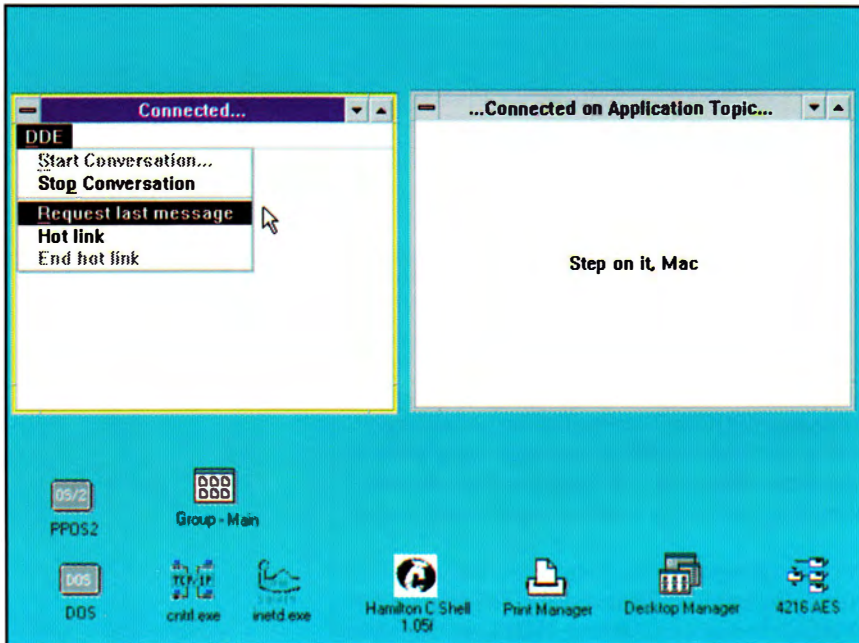 Connected...
DDE
Start Conversation...
Stop Conversation
Request last message
Hot link
End hot link
...Connected on Application Topic...
Step on it, Mac
OS/2
PPOS2
Group - Main
DOS
DOS
TCP/IP
cntrl.exe
inetd.exe
Hamilton C Shell
1.05f
Print Manager
Desktop Manager
4216 AES